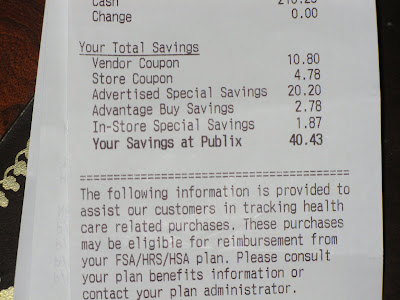 Cash
Change 0.00
Your Total Savings
Vendor Coupon 10.80
Store Coupon 4.78
Advertised Special Savings 20.20
Advantage Buy Savings 2.78
In-Store Special Savings 1.87
Your Savings at Publix 40.43
========================================
The following information is provided to
assist our customers in tracking health
care related purchases. These purchases
may be eligible for reimbursement from
your FSA/HRS/HSA plan. Please consult
your plan benefits information or
contact your plan administrator.